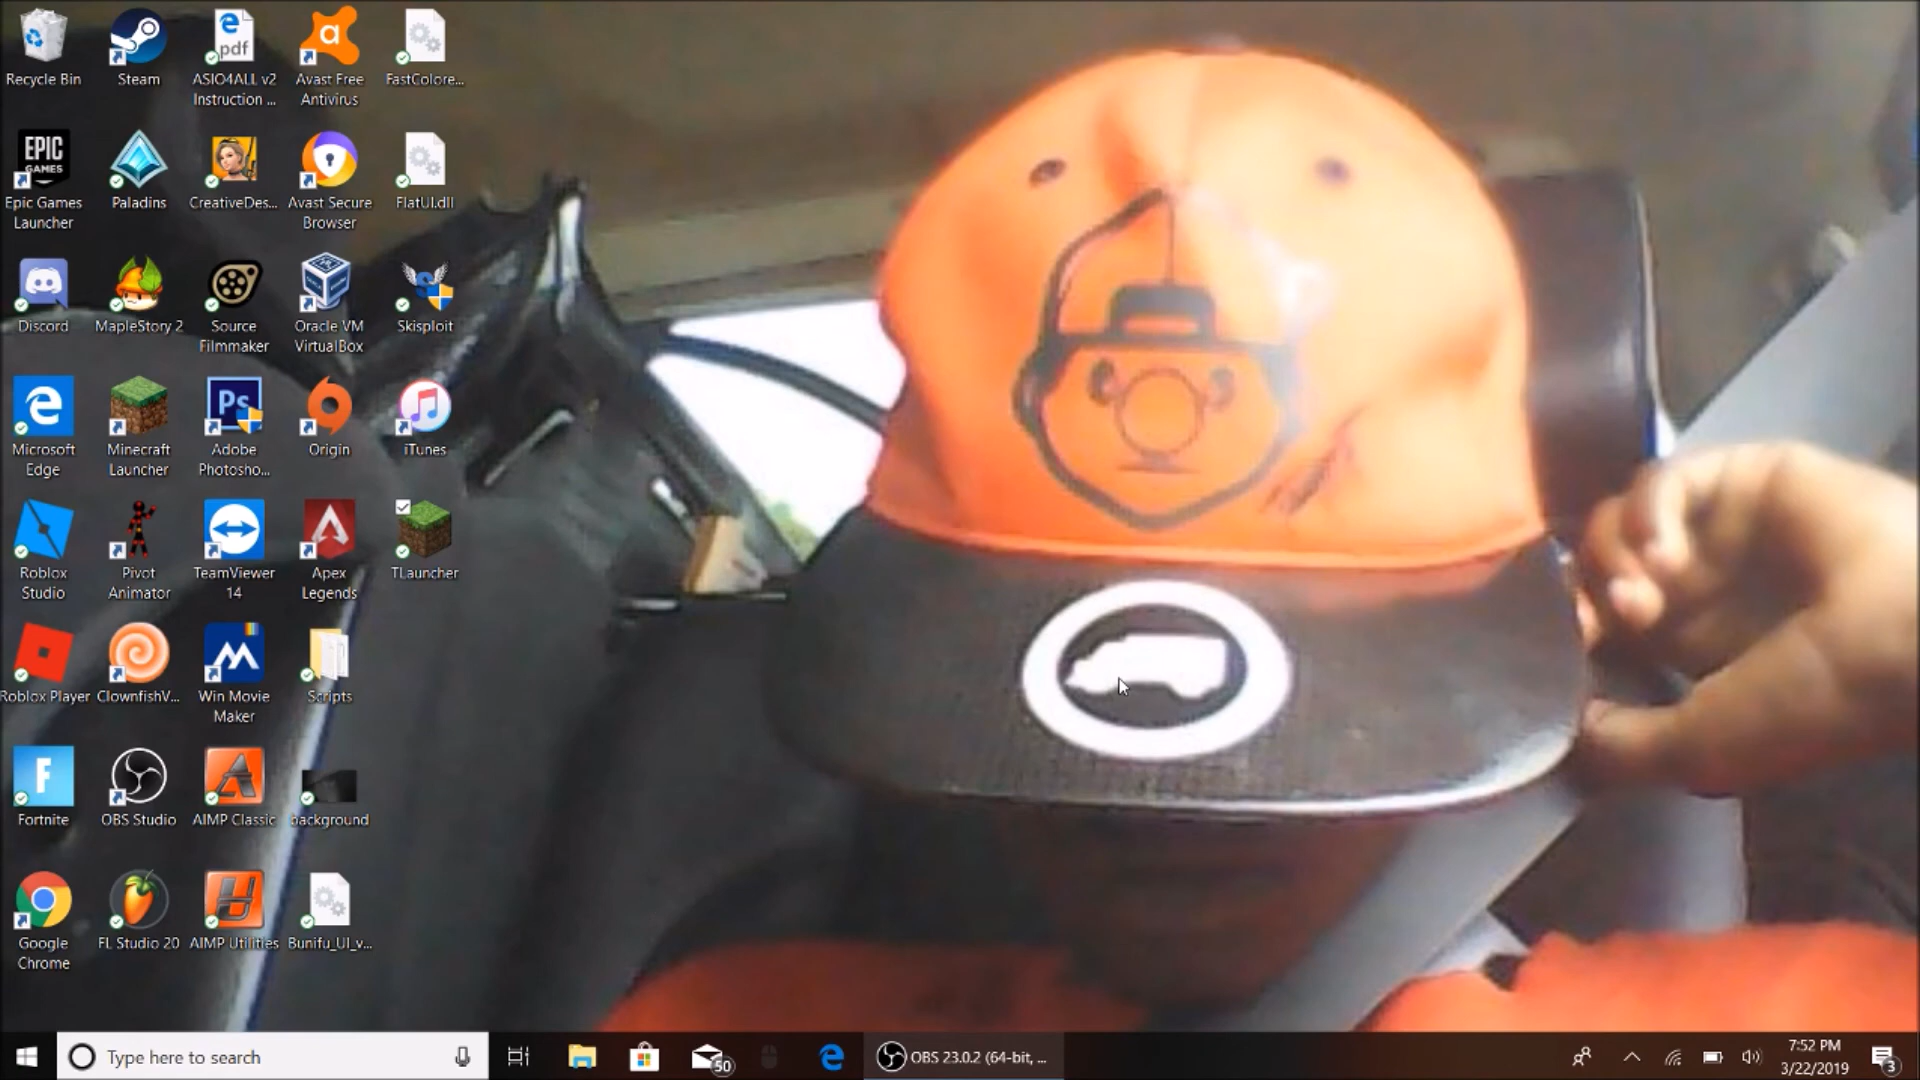 Recycle Bin
Steam
ASIO4ALL v2
Instruction ...
Avast Free
Antivirus
FastColore...
Epic Games
Launcher
Paladins
CreativeDes...
Avast Secure
Browser
FlatUI.dll
Discord
MapleStory 2
Source
Filmmaker
Oracle VM
VirtualBox
Skisploit
Microsoft
Edge
Minecraft
Launcher
Adobe
Photosho...
Origin
iTunes
Roblox
Studio
Pivot
Animator
TeamViewer
14
Apex
Legends
TLauncher
Roblox Player
ClownfishV...
Win Movie
Maker
Scripts
Fortnite
OBS Studio
AIMP Classic
background
Google
Chrome
FL Studio 20
AIMP Utilities
Bunifu_UI_v...
EPIC
GAMES
pdf
Ps
Type here to search
50
OBS 23.0.2 (64-bit, ...
7:52 PM
3/22/2019
3